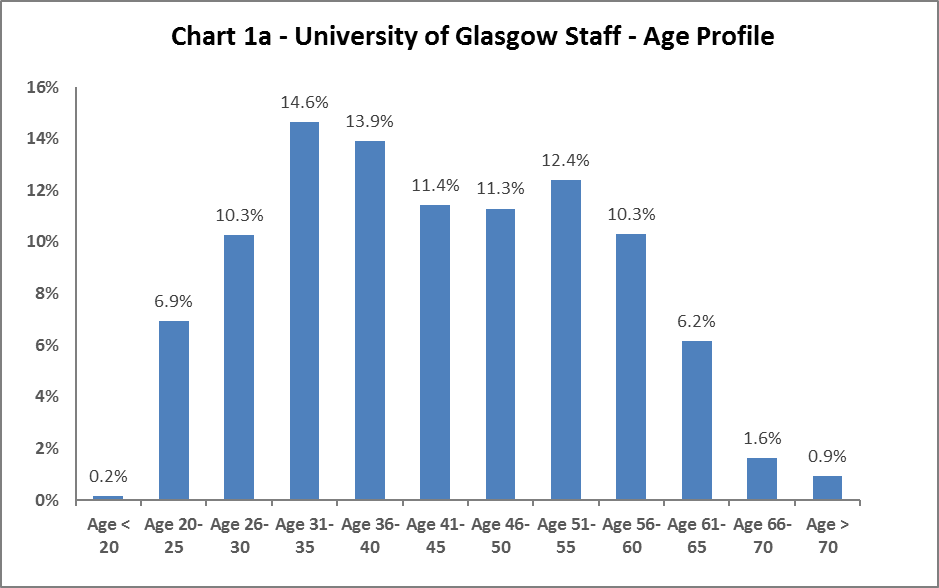 Chart 1a - University of Glasgow Staff - Age Profile
16%
14%
12%
10%
8%
6%
4%
2%
0%
0.2%
6.9%
10.3%
14.6%
13.9%
11.4%
11.3%
12.4%
10.3%
6.2%
1.6%
0.9%
Age <
20
Age 20-
25
Age 26-
30
Age 31-
35
Age 36-
40
Age 41-
45
Age 46-
50
Age 51-
55
Age 56-
60
Age 61-
65
Age 66-
70
Age >
70